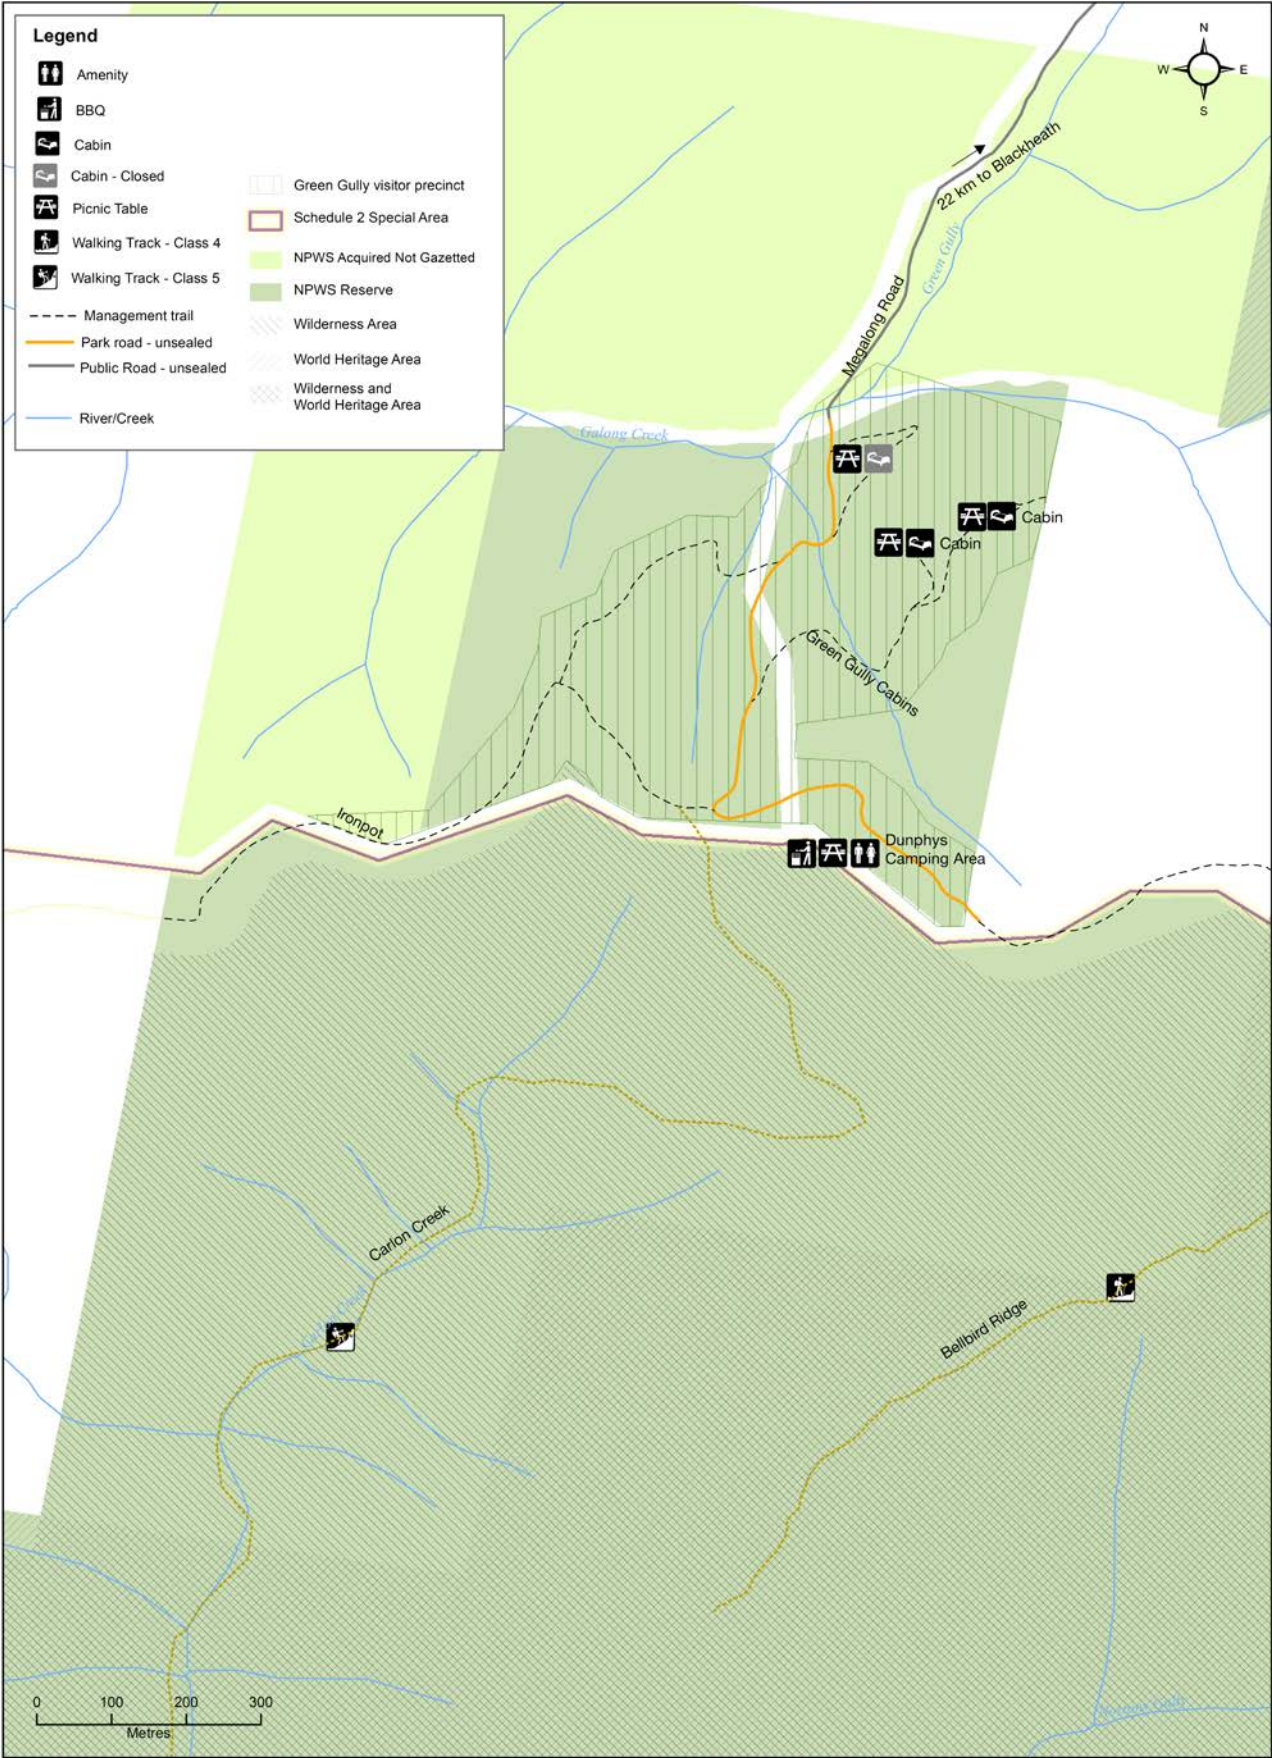 Legend
Amenity
BBQ
Cabin
Cabin - Closed
Picnic Table
Walking Track - Class 4
Walking Track - Class 5
Management trail
Park road - unsealed
Public Road - unsealed
River/Creek
Green Gully visitor precinct
Schedule 2 Special Area
NPWS Acquired Not Gazetted
NPWS Reserve
Wilderness Area
World Heritage Area
Wilderness and
World Heritage Area
N
W
E
S
22 km to Blackheath
Green Gully
Megalong Road
Galong Creek
Cabin
Cabin
Green Gully Cabins
Ironpot
Dunphys
Camping Area
Carlon Creek
Bellbird Ridge
0
100
200
300
Metres
Gully